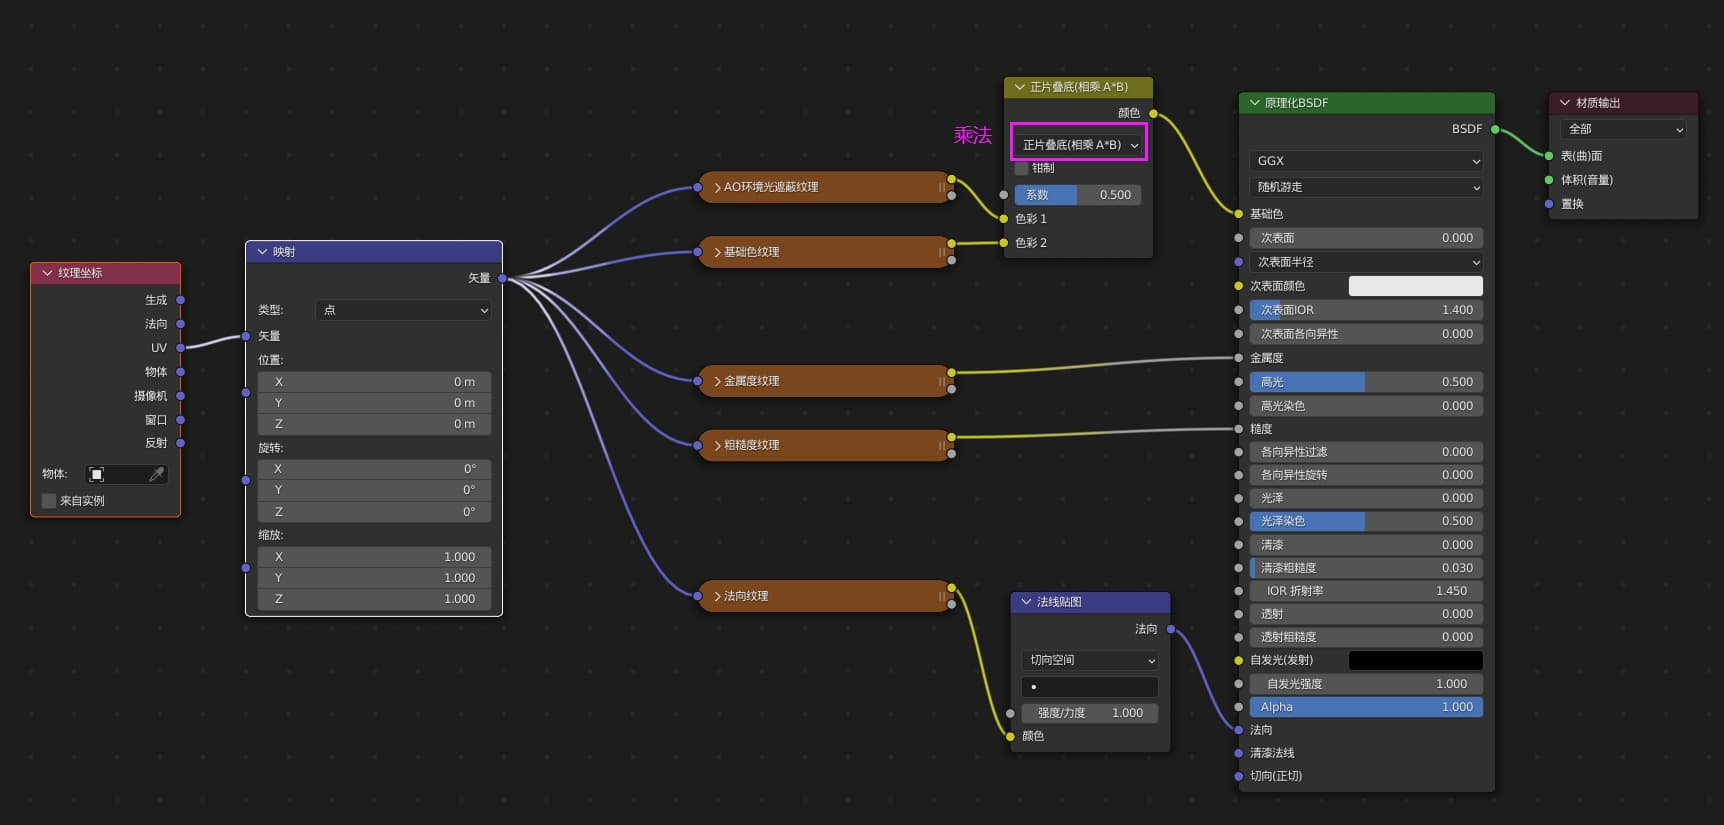 纹理坐标
生成
法向
UV
物体
摄像机
窗口
反射
物体:
来自实例
映射
矢量
类型: 点
矢量
位置:
X 0 m
Y 0 m
Z 0 m
旋转:
X 0°
Y 0°
Z 0°
缩放:
X 1.000
Y 1.000
Z 1.000
AO环境光遮蔽纹理
基础色纹理
金属度纹理
粗糙度纹理
法向纹理
乘法
正片叠底(相乘 A*B)
颜色
正片叠底(相乘 A*B)
钳制
系数 0.500
色彩 1
色彩 2
法线贴图
法向
切向空间
强度/力度 1.000
颜色
原理化BSDF
BSDF
GGX
随机游走
基础色
次表面 0.000
次表面半径
次表面颜色
次表面IOR 1.400
次表面各向异性 0.000
金属度
高光 0.500
高光染色 0.000
糙度
各向异性过滤 0.000
各向异性旋转 0.000
光泽 0.000
光泽染色 0.500
清漆 0.000
清漆粗糙度 0.030
IOR 折射率 1.450
透射 0.000
透射粗糙度 0.000
自发光(发射)
自发光强度 1.000
Alpha 1.000
法向
清漆法线
切向(正切)
材质输出
全部
表(曲)面
体积(音量)
置换